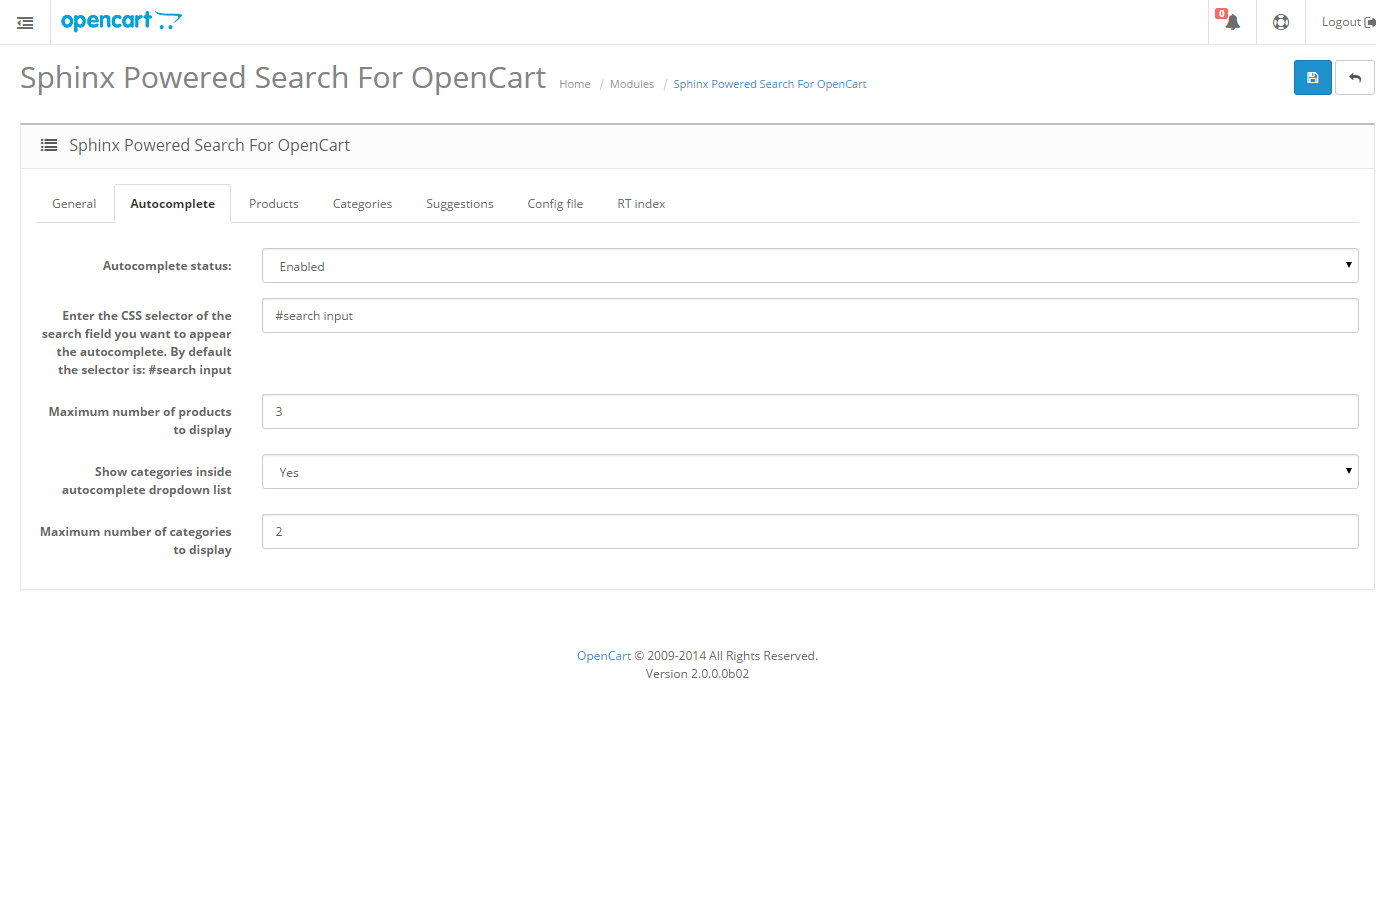 opencart
0
Logout
Sphinx Powered Search For OpenCart
Home / Modules / Sphinx Powered Search For OpenCart
Sphinx Powered Search For OpenCart
General Autocomplete Products Categories Suggestions Config file RT index
Autocomplete status:
Enabled
Enter the CSS selector of the
search field you want to appear
the autocomplete. By default
the selector is: #search input
#search input
Maximum number of products
to display
3
Show categories inside
autocomplete dropdown list
Yes
Maximum number of categories
to display
2
OpenCart © 2009-2014 All Rights Reserved.
Version 2.0.0.0b02